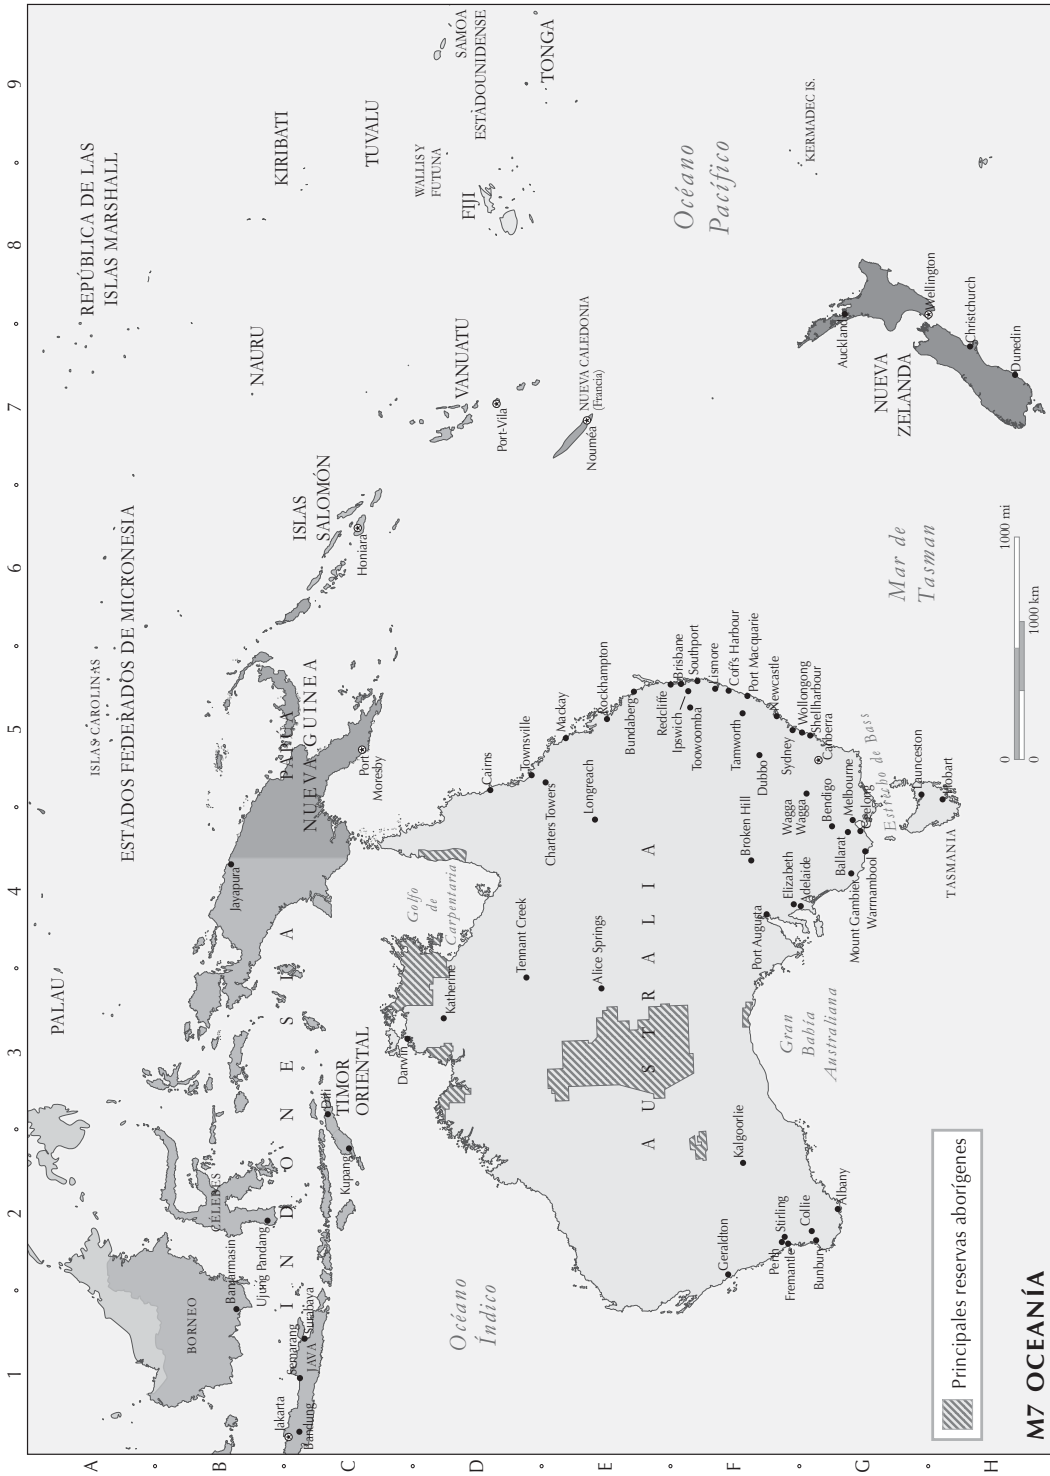 1
2
3
4
5
6
7
8
9
A
B
C
D
E
F
G
H
PALAU
ISLAS CAROLINAS
ESTADOS FEDERADOS DE MICRONESIA
REPÚBLICA DE LAS
ISLAS MARSHALL
NAURU
KIRIBATI
TUVALU
WALLIS Y
FUTUNA
FIJI
SAMOA
ESTADOUNIDENSE
TONGA
BORNEO
Banjarmasin
CÉLEBES
Ujung Pandang
Jakarta
Bandung
Semarang
JAVA
Surabaya
INDONESIA
Kupang
Dili
TIMOR
ORIENTAL
Jayapura
PAPÚA
NUEVA GUINEA
Port
Moresby
ISLAS
SALOMÓN
Honiara
VANUATU
Port-Vila
NUEVA CALEDONIA
(Francia)
Nouméa
Océano
Índico
Océano
Pacífico
KERMADEC IS.
Golfo
de
Carpentaria
Darwin
Katherine
Tennant Creek
Alice Springs
Cairns
Townsville
Charters Towers
Mackay
Longreach
Rockhampton
Bundaberg
AUSTRALIA
Redcliffe
Brisbane
Ipswich
Southport
Toowoomba
Lismore
Coff's Harbour
Port Macquarie
Tamworth
Newcastle
Dubbo
Sydney
Wollongong
Shellharbour
Canberra
Broken Hill
Wagga
Wagga
Bendigo
Melbourne
Geelong
Ballarat
Elizabeth
Adelaide
Port Augusta
Mount Gambier
Warrnambool
Estrecho de Bass
Launceston
Hobart
TASMANIA
Gran
Bahía
Australiana
Kalgoorlie
Geraldton
Perth
Stirling
Fremantle
Collie
Bunbury
Albany
Mar de
Tasman
Auckland
NUEVA
ZELANDA
Wellington
Christchurch
Dunedin
0
1000 mi
0
1000 km
Principales reservas aborígenes
M7 OCEANÍA